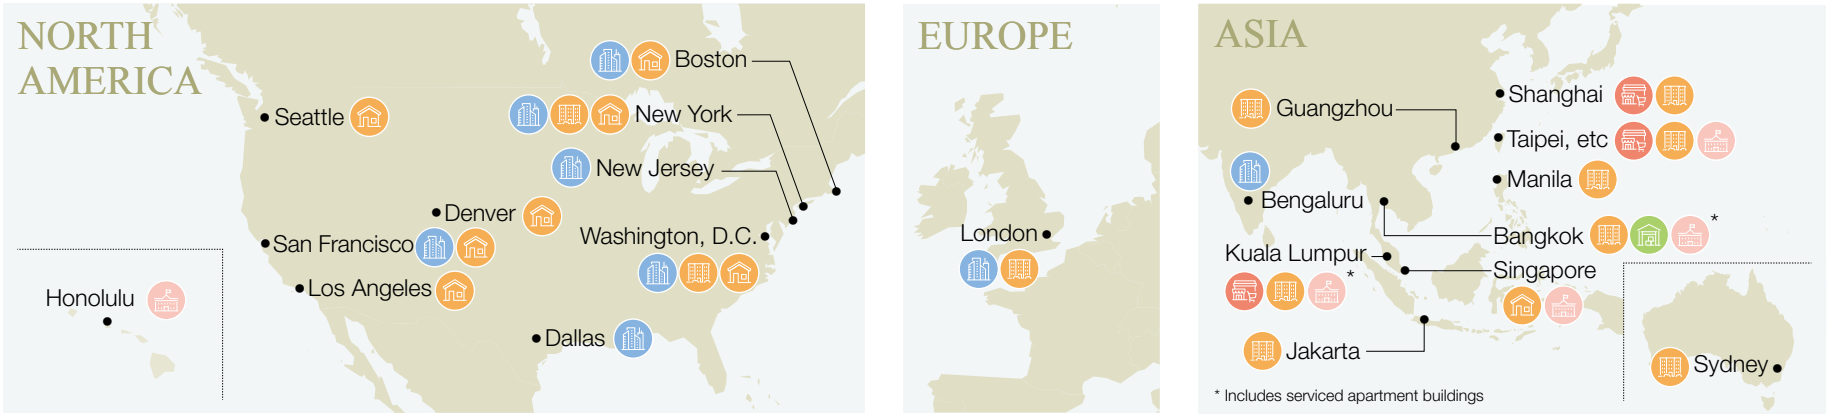 NORTH
AMERICA
Boston
Seattle
New York
New Jersey
Denver
Washington, D.C.
San Francisco
Los Angeles
Honolulu
Dallas
EUROPE
London
ASIA
Shanghai
Guangzhou
Taipei, etc
Manila
Bengaluru
Bangkok *
Kuala Lumpur
*
Singapore
Jakarta
Sydney
* Includes serviced apartment buildings